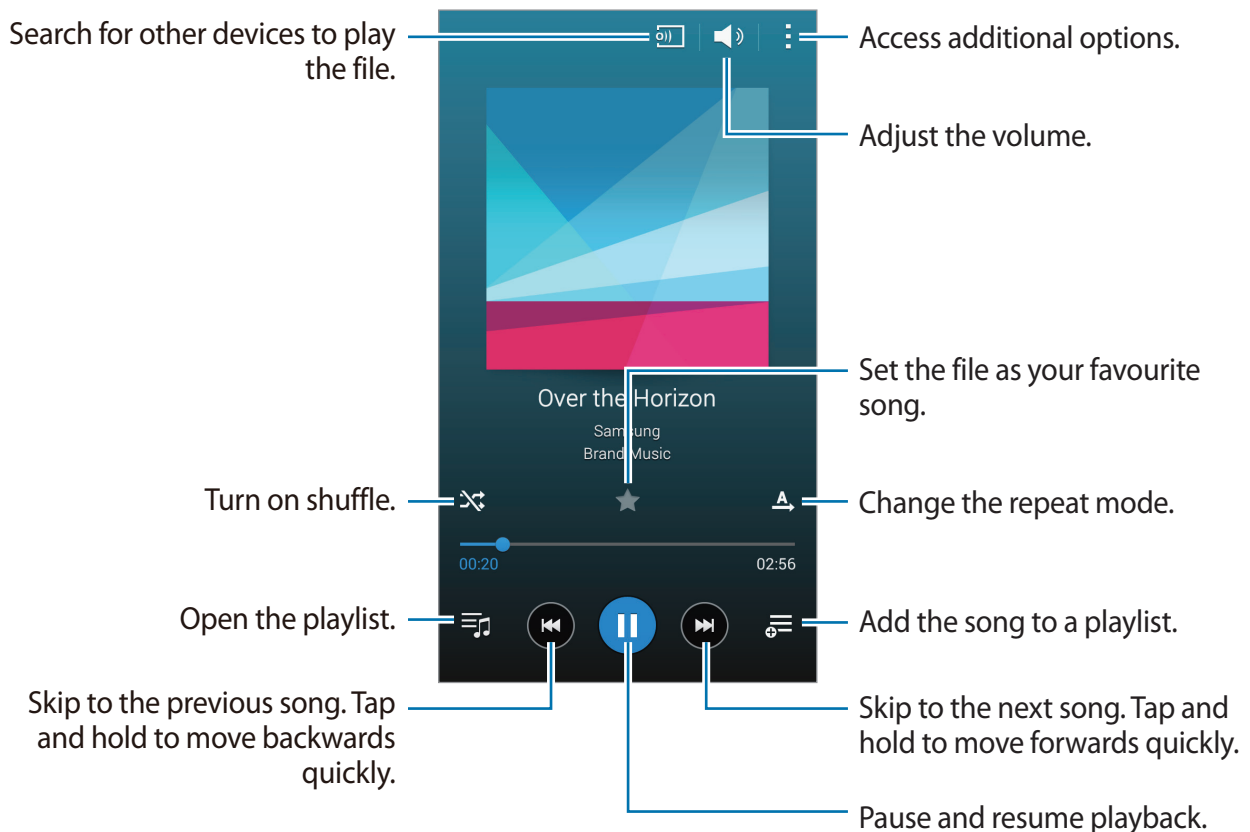 Search for other devices to play
the file.
Access additional options.
Adjust the volume.
Set the file as your favourite
song.
Over the Horizon
Samsung
Brand Music
Turn on shuffle.
A
Change the repeat mode.
00:20
02:56
Open the playlist.
Add the song to a playlist.
Skip to the previous song. Tap
and hold to move backwards
quickly.
Skip to the next song. Tap and
hold to move forwards quickly.
Pause and resume playback.